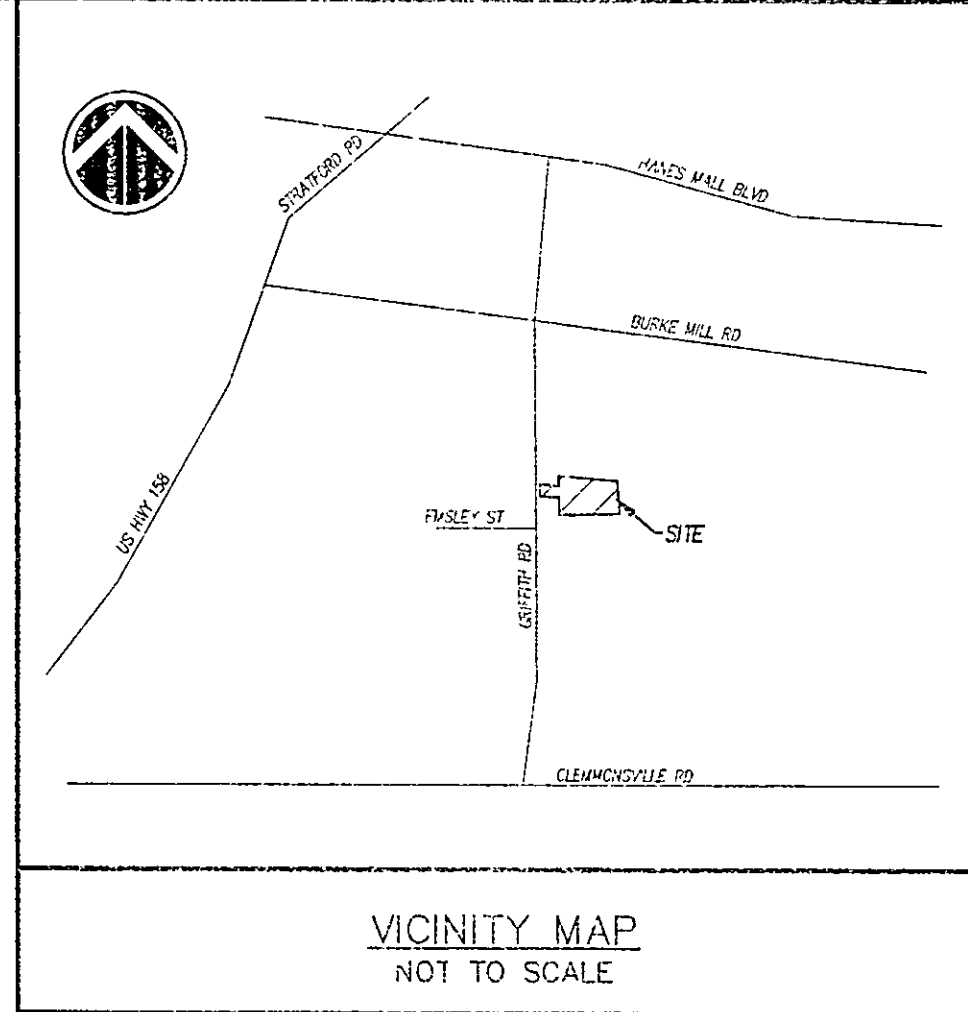 STRATFORD RD
HANES MALL BLVD
BURKE MILL RD
US HWY 158
ST
SITE
GRIFFITH RD
CLEMMONSVILLE RD
VICINITY MAP
NOT TO SCALE